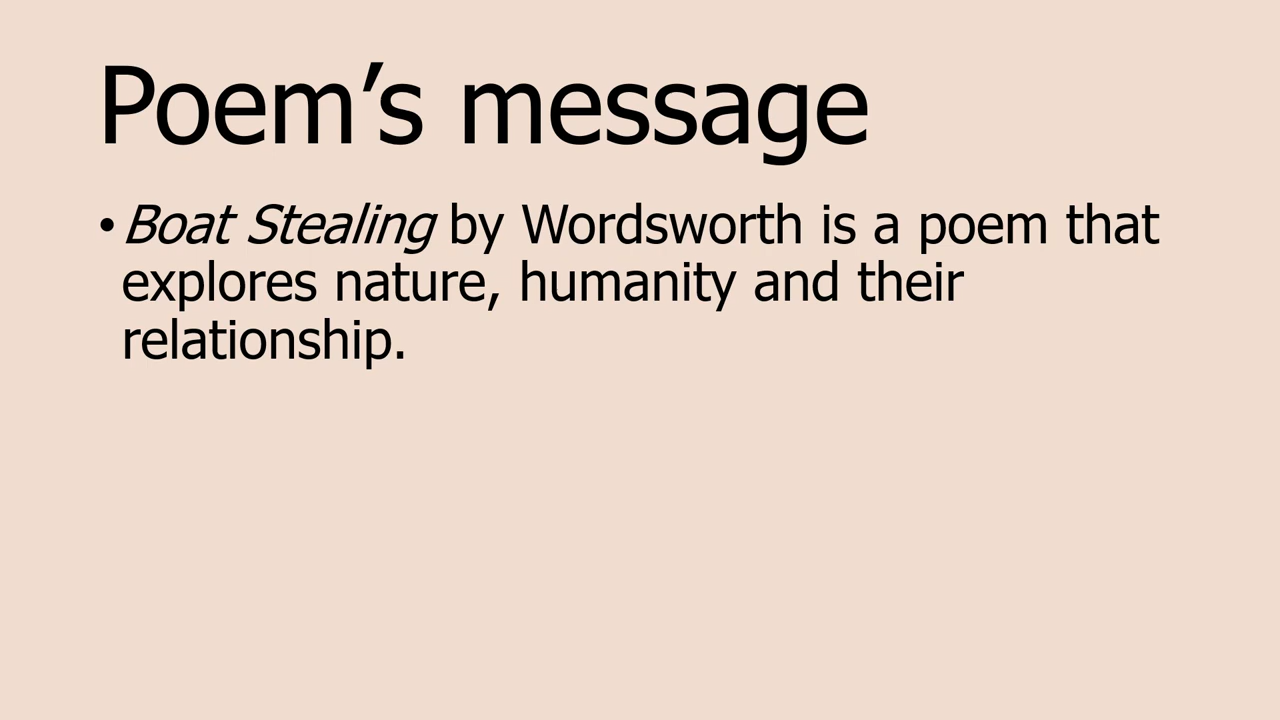 Poem’s message
• Boat Stealing by Wordsworth is a poem that
explores nature, humanity and their
relationship.